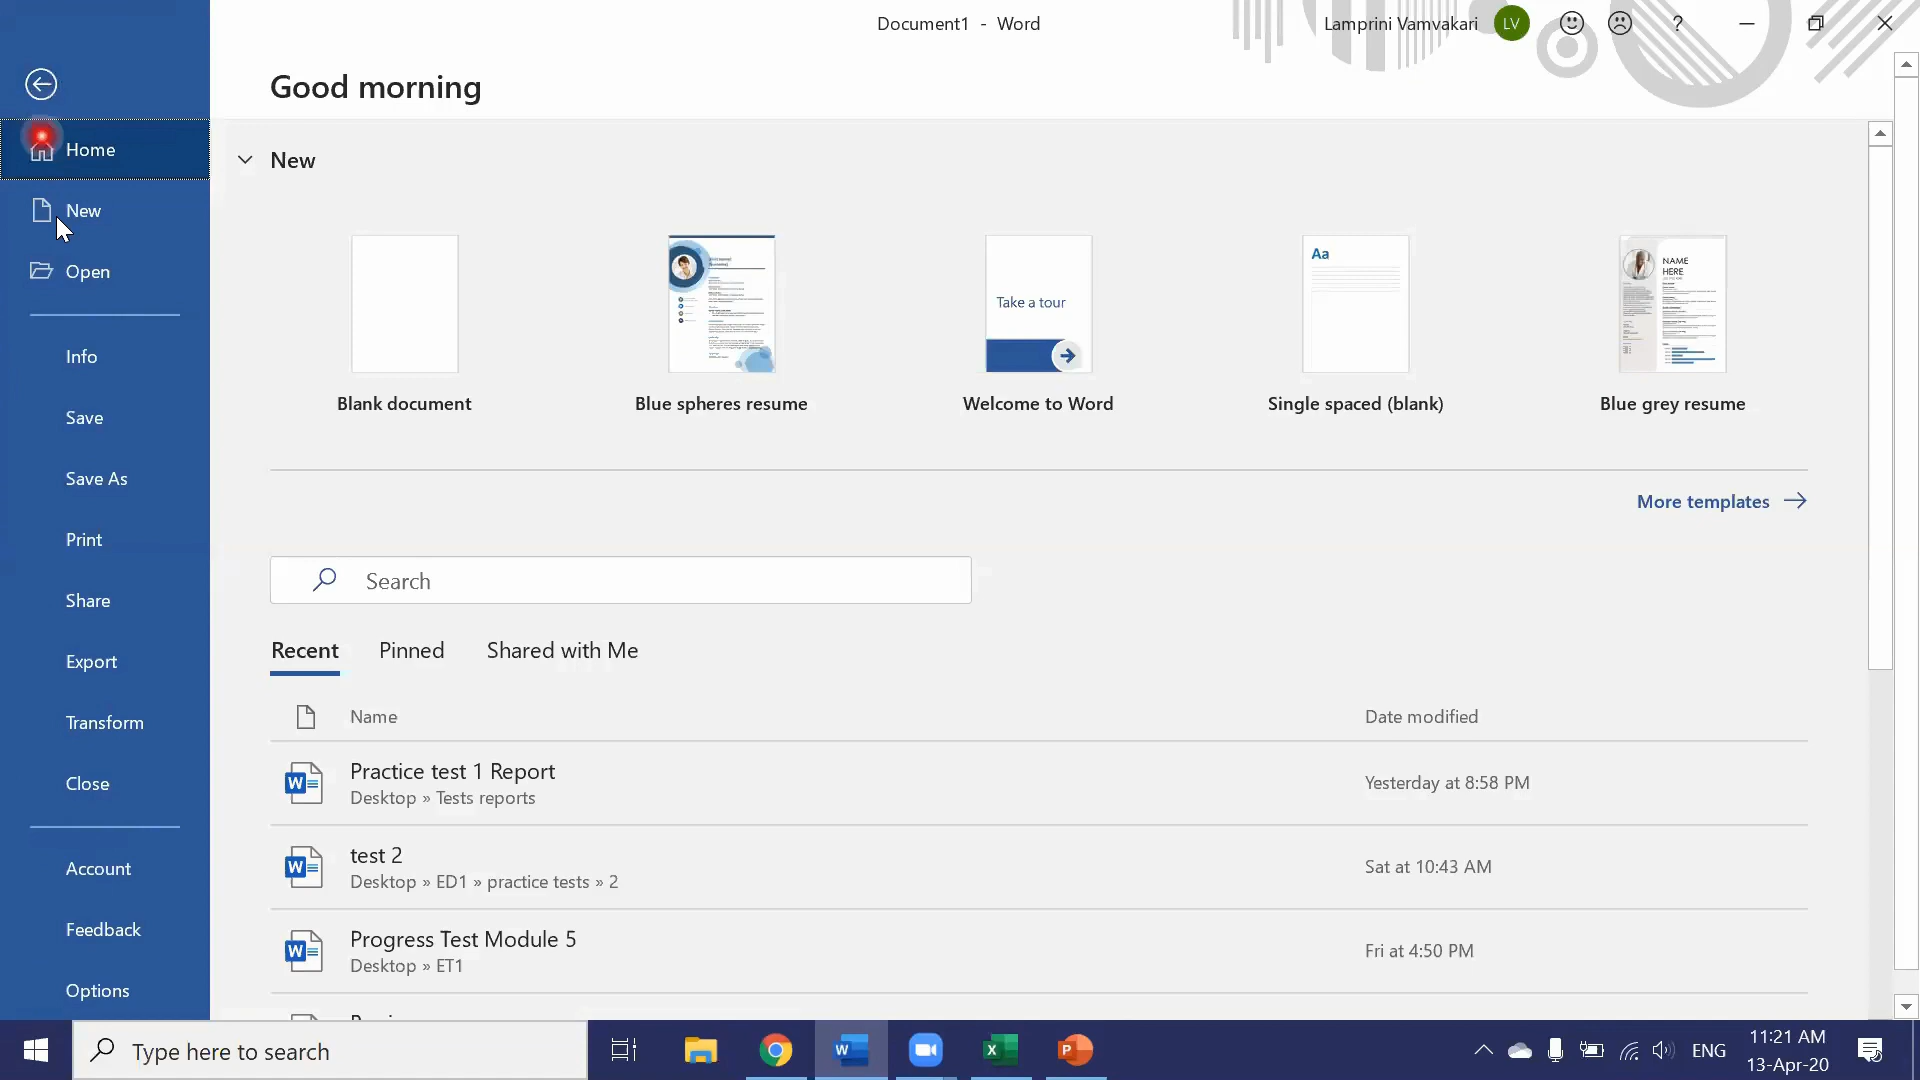 Document1 - Word
Lamprini Vamvakari LV
Good morning
Home
New
Open
Info
Save
Save As
Print
Share
Export
Transform
Close
Account
Feedback
Options
New
Take a tour
Aa
NAME
HERE
Blank document
Blue spheres resume
Welcome to Word
Single spaced (blank)
Blue grey resume
More templates
Search
Recent Pinned Shared with Me
Name Date modified
Practice test 1 Report
Desktop » Tests reports
Yesterday at 8:58 PM
test 2
Desktop » ED1 » practice tests » 2
Sat at 10:43 AM
Progress Test Module 5
Desktop » ET1
Fri at 4:50 PM
Type here to search
ENG
11:21 AM
13-Apr-20